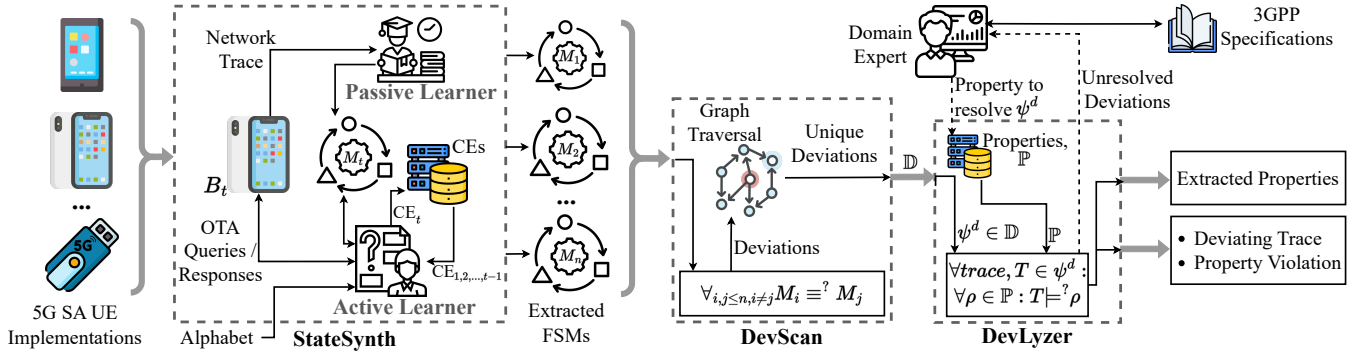 5G
...
5G SA UE
Implementations
Network
Trace
Passive Learner
B_t
M_t
CEs
CE_t
OTA
Queries /
Responses
CE_{1,2,...,t−1}
Active Learner
Alphabet
StateSynth
M_1
M_2
...
M_n
Extracted
FSMs
Graph
Traversal
Unique
Deviations
Deviations
∀_{i,j≤n,i≠j} M_i ≡^? M_j
DevScan
𝔻
Domain
Expert
3GPP
Specifications
Property to
resolve ψ^d
Unresolved
Deviations
Properties,
ℙ
ψ^d ∈ 𝔻
ℙ
∀trace, T ∈ ψ^d :
∀ρ ∈ ℙ : T ⊨^? ρ
DevLyzer
Extracted Properties
• Deviating Trace
• Property Violation